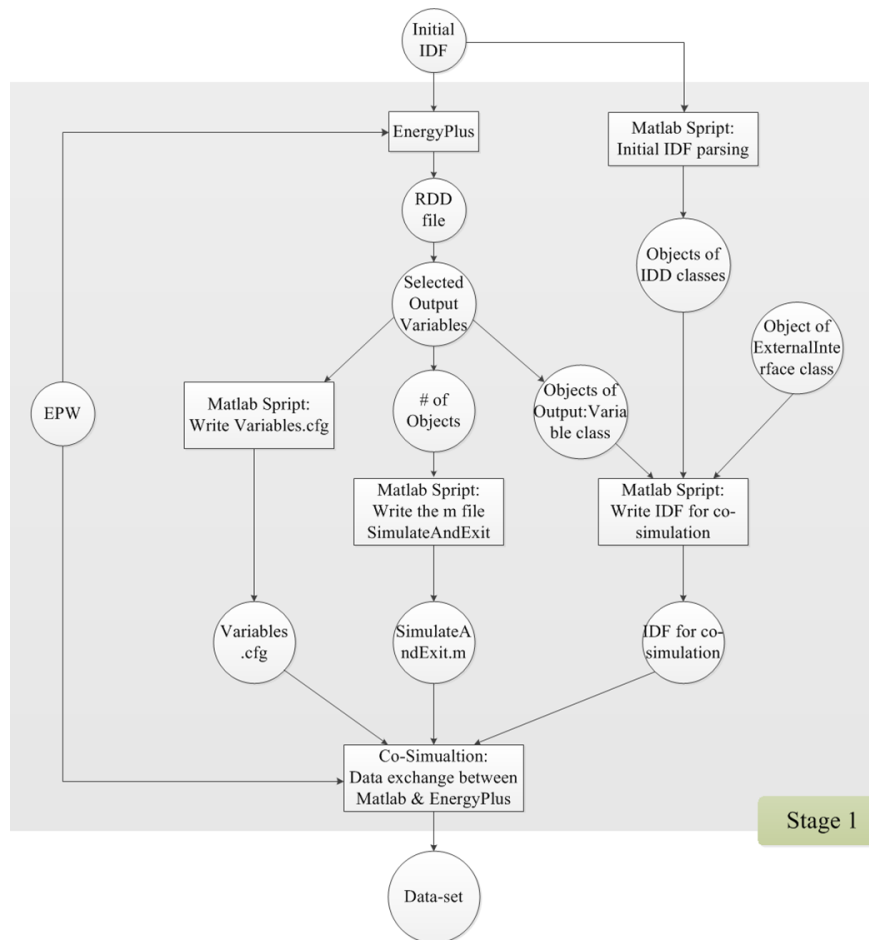 Initial
IDF
EnergyPlus
Matlab Spript:
Initial IDF parsing
RDD
file
Objects of
IDD classes
Selected
Output
Variables
Object of
ExternalInte
rface class
EPW
Matlab Spript:
Write Variables.cfg
# of
Objects
Objects of
Output:Varia
ble class
Matlab Spript:
Write the m file
SimulateAndExit
Matlab Spript:
Write IDF for co-
simulation
Variables
.cfg
SimulateA
ndExit.m
IDF for co-
simulation
Co-Simualtion:
Data exchange between
Matlab & EnergyPlus
Stage 1
Data-set